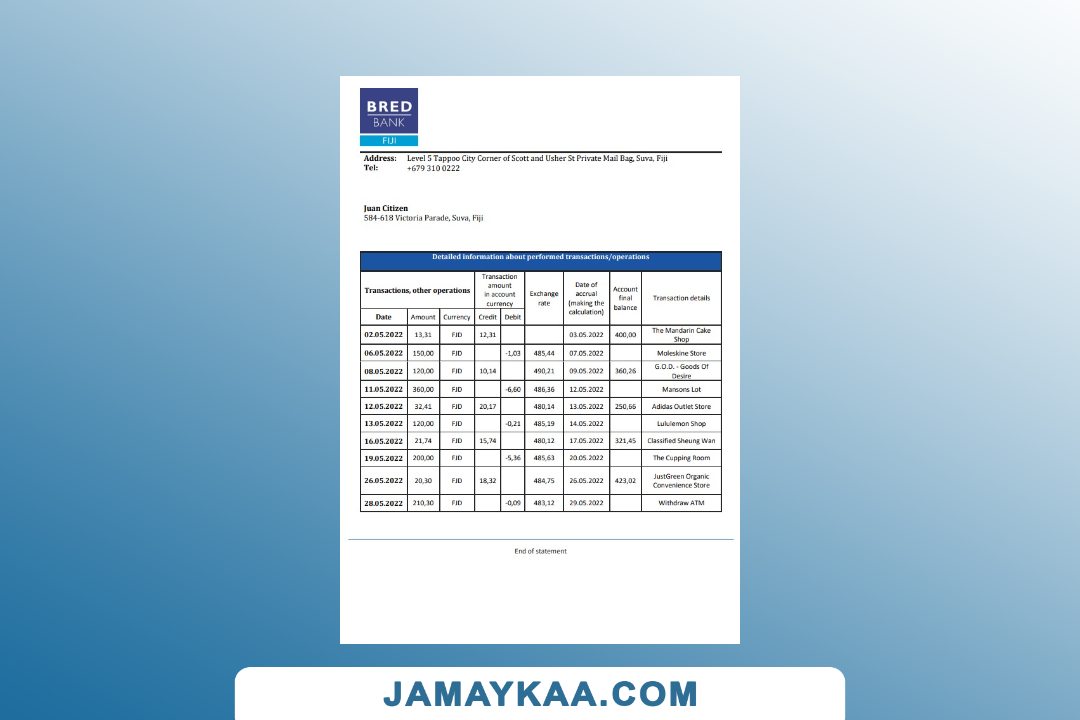 BRED
BANK
FIJI
Address: Level 5 Tappoo City Corner of Scott and Usher St Private Mail Bag, Suva, Fiji
Tel: +679 310 0222
Juan Citizen
584-618 Victoria Parade, Suva, Fiji
Detailed information about performed transactions/operations
Transactions, other operations
Transaction
amount
in account
currency
Exchange
rate
Date of
accrual
(making the
calculation)
Account
final
balance
Transaction details
Date Amount Currency Credit Debit
02.05.2022 13,31 FJD 12,31 03.05.2022 400,00 The Mandarin Cake
Shop
06.05.2022 150,00 FJD -1,03 485,44 07.05.2022 Moleskine Store
08.05.2022 120,00 FJD 10,14 490,21 09.05.2022 360,26 G.O.D. - Goods Of
Desire
11.05.2022 360,00 FJD -6,60 486,36 12.05.2022 Mansons Lot
12.05.2022 32,41 FJD 20,17 480,14 13.05.2022 250,66 Adidas Outlet Store
13.05.2022 120,00 FJD -0,21 485,19 14.05.2022 Lululemon Shop
16.05.2022 21,74 FJD 15,74 480,12 17.05.2022 321,45 Classified Sheung Wan
19.05.2022 200,00 FJD -5,36 485,63 20.05.2022 The Cupping Room
26.05.2022 20,30 FJD 18,32 484,75 26.05.2022 423,02 JustGreen Organic
Convenience Store
28.05.2022 210,30 FJD -0,09 483,12 29.05.2022 Withdraw ATM
End of statement
JAMAYKAA.COM